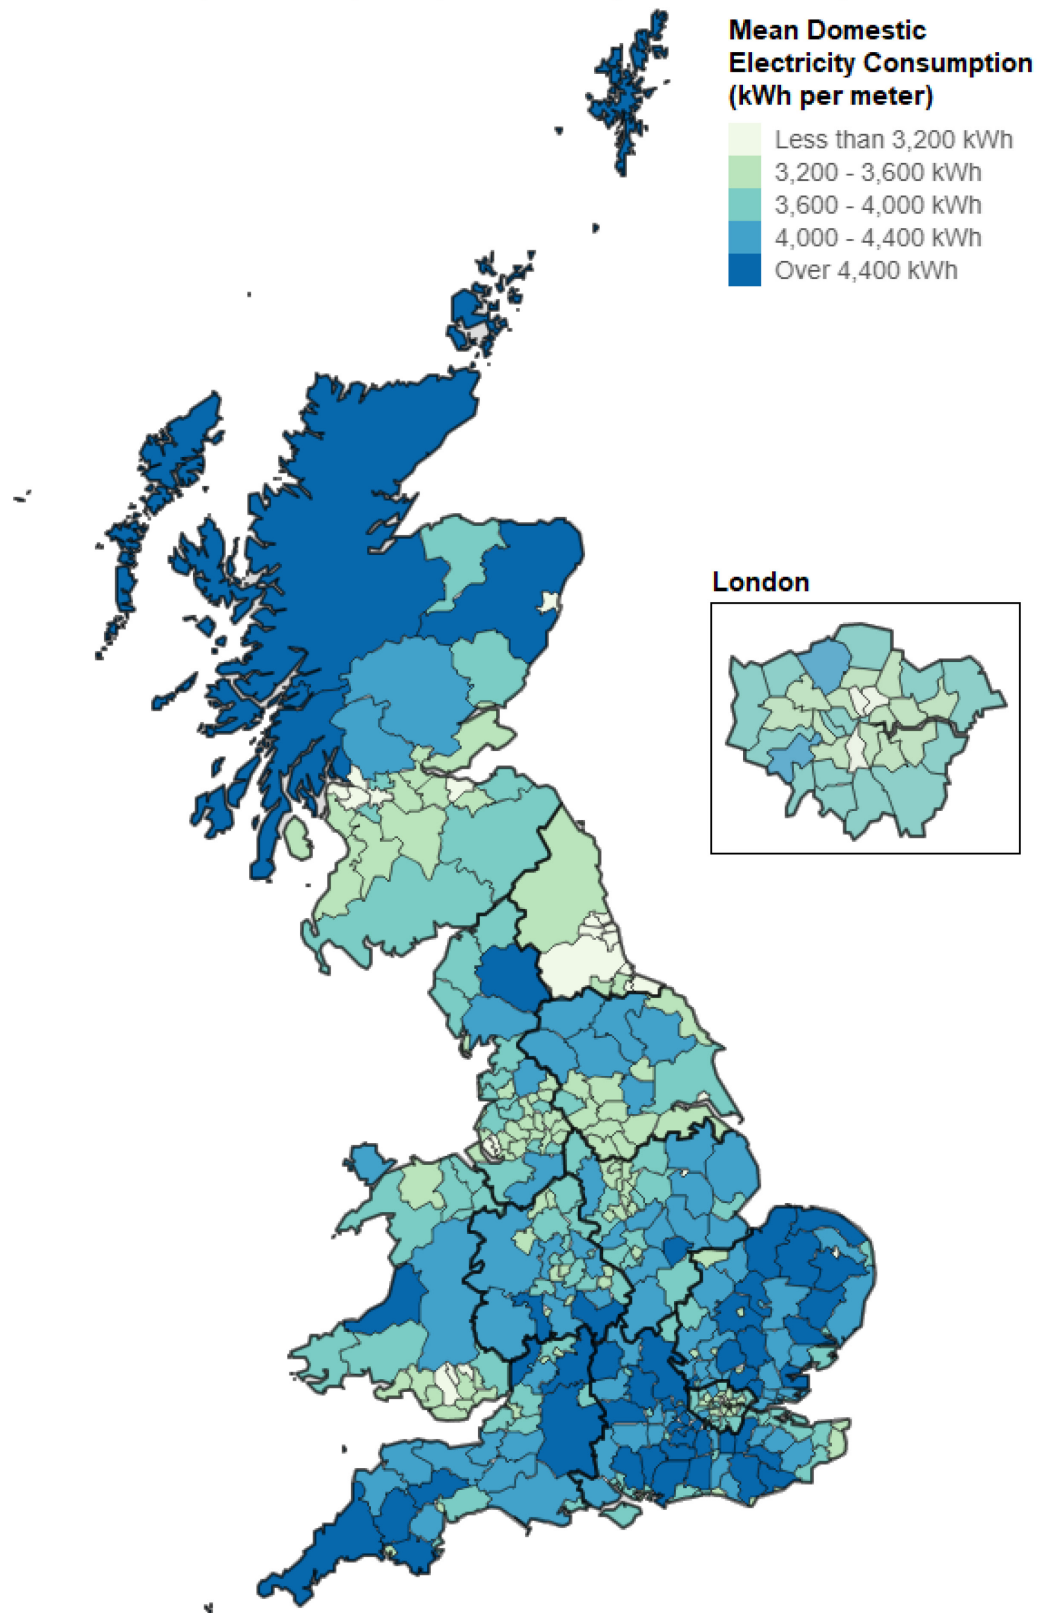 Mean Domestic
Electricity Consumption
(kWh per meter)
Less than 3,200 kWh
3,200 - 3,600 kWh
3,600 - 4,000 kWh
4,000 - 4,400 kWh
Over 4,400 kWh
London